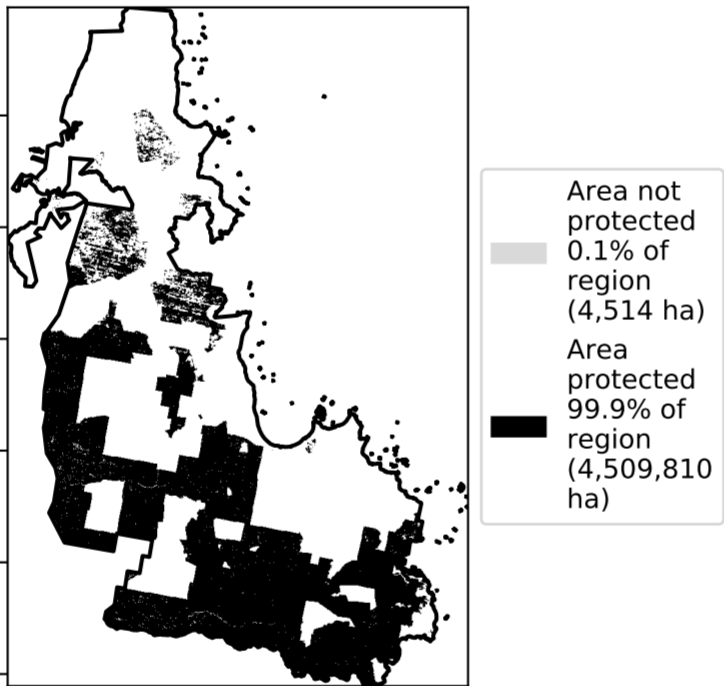 Area not
protected
0.1% of
region
(4,514 ha)
Area
protected
99.9% of
region
(4,509,810
ha)